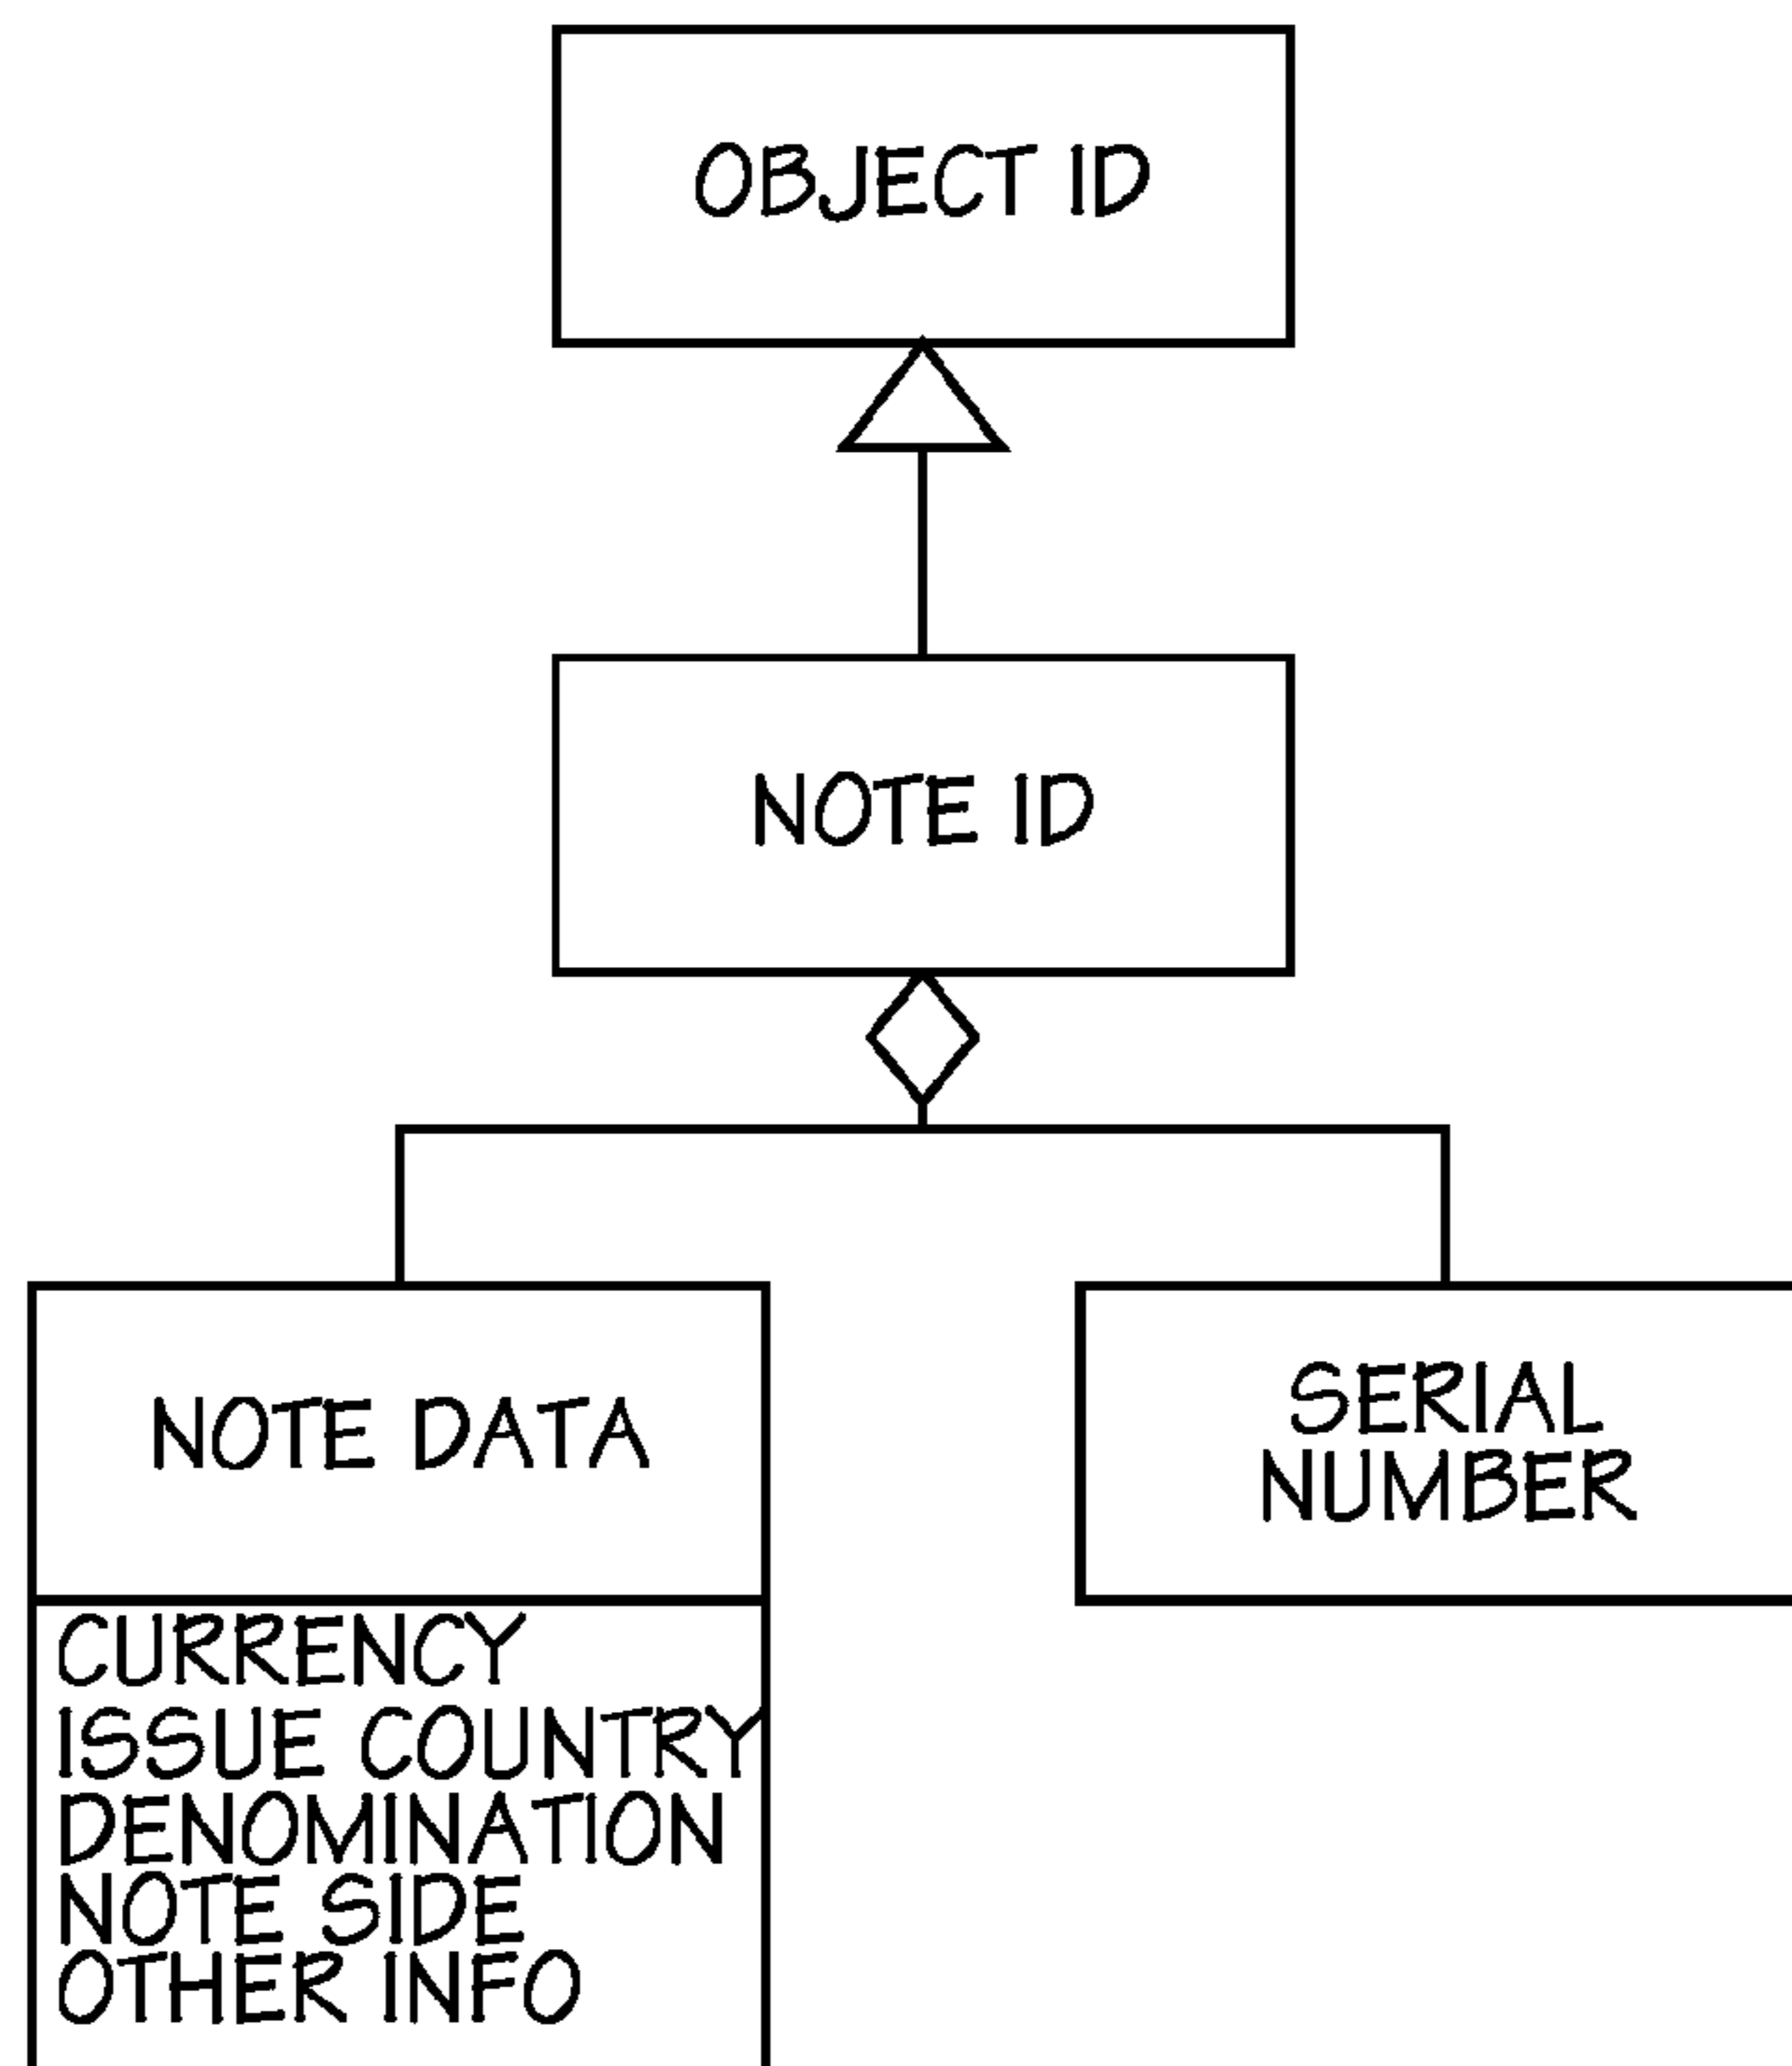 OBJECT ID
NOTE ID
NOTE DATA
SERIAL
NUMBER
CURRENCY
ISSUE COUNTRY
DENOMINATION
NOTE SIDE
OTHER INFO